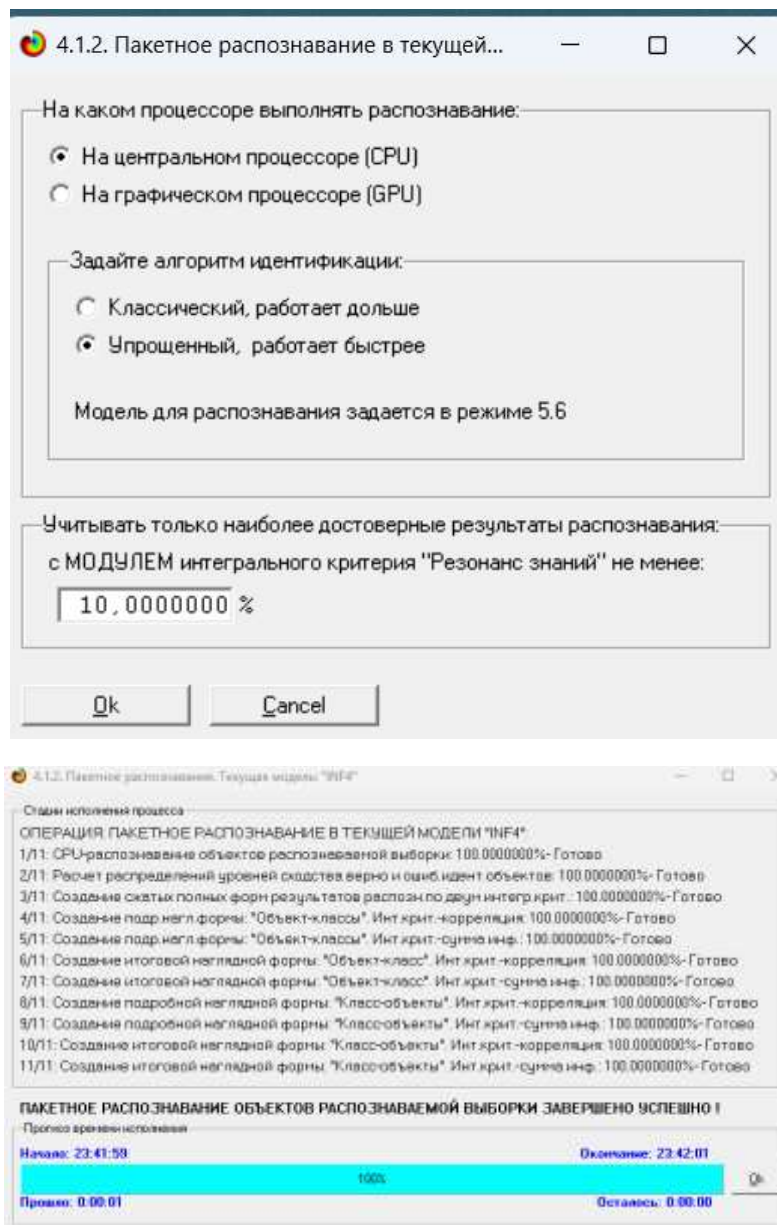 4.1.2. Пакетное распознавание в текущей...
На каком процессоре выполнять распознавание:
На центральном процессоре (CPU)
На графическом процессоре (GPU)
Задайте алгоритм идентификации:
Классический, работает дольше
Упрощенный, работает быстрее
Модель для распознавания задается в режиме 5.6
Учитывать только наиболее достоверные результаты распознавания:
с МОДУЛЕМ интегрального критерия "Резонанс знаний" не менее:
10,0000000 %
Ok Cancel
4.1.2. Пакетное распознавание. Текущая модель: "INF4"
Стадии исполнения процесса
ОПЕРАЦИЯ: ПАКЕТНОЕ РАСПОЗНАВАНИЕ В ТЕКУЩЕЙ МОДЕЛИ "INF4"
1/11: CPU-распознавание объектов распознаваемой выборки: 100.0000000%- Готово
2/11: Расчет распределений уровней сходства верно и ошиб.идент объектов: 100.0000000%- Готово
3/11: Создание сжатых полных форм результатов распозн.по двум интегр.крит.: 100.0000000%- Готово
4/11: Создание подр.нагл.формы: "Объект-классы". Инт.крит.-корреляция: 100.0000000%- Готово
5/11: Создание подр.нагл.формы: "Объект-классы". Инт.крит.-сумма инф.: 100.0000000%- Готово
6/11: Создание итоговой наглядной формы: "Объект-класс". Инт.крит.-корреляция: 100.0000000%- Готово
7/11: Создание итоговой наглядной формы: "Объект-класс". Инт.крит.-сумма инф.: 100.0000000%- Готово
8/11: Создание подробной наглядной формы: "Класс-объекты". Инт.крит.-корреляция: 100.0000000%- Готово
9/11: Создание подробной наглядной формы: "Класс-объекты". Инт.крит.-сумма инф.: 100.0000000%- Готово
10/11: Создание итоговой наглядной формы: "Класс-объекты". Инт.крит.-корреляция: 100.0000000%- Готово
11/11: Создание итоговой наглядной формы: "Класс-объекты". Инт.крит.-сумма инф.: 100.0000000%- Готово
ПАКЕТНОЕ РАСПОЗНАВАНИЕ ОБЪЕКТОВ РАСПОЗНАВАЕМОЙ ВЫБОРКИ ЗАВЕРШЕНО УСПЕШНО !
Прогноз времени исполнения
Начало: 23:41:59 Окончание: 23:42:01
100% Ok
Прошло: 0:00:01 Осталось: 0:00:00